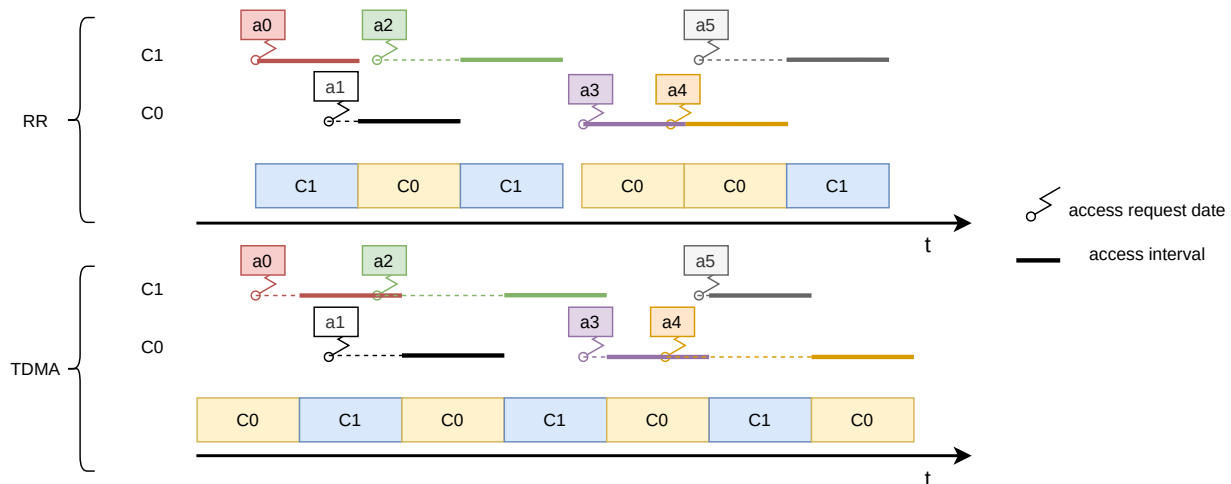 a0 a2 a5
C1
a1 a3 a4
C0
RR
C1 C0 C1 C0 C0 C1
access request date
t
access interval
a0 a2 a5
C1
a1 a3 a4
C0
TDMA
C0 C1 C0 C1 C0 C1 C0
t